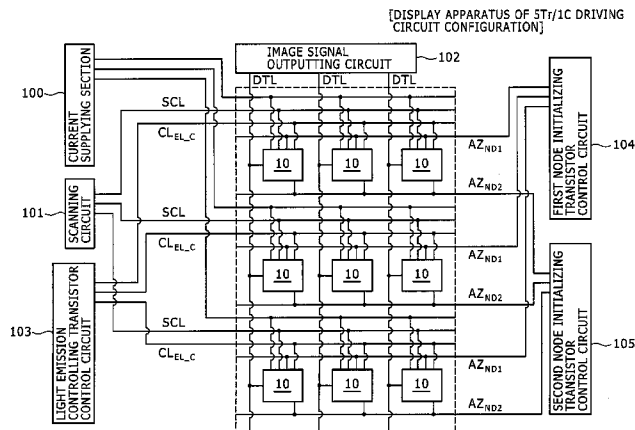 [DISPLAY APPARATUS OF 5Tr/1C DRIVING
CIRCUIT CONFIGURATION]
IMAGE SIGNAL
OUTPUTTING CIRCUIT
102
DTL DTL DTL
100
CURRENT
SUPPLYING SECTION
SCL
CLEL_C
10 10 10
AZND1
AZND2
FIRST NODE INITIALIZING
TRANSISTOR
CONTROL CIRCUIT
104
101
SCANNING
CIRCUIT
SCL
CLEL_C
10 10 10
AZND1
AZND2
103
LIGHT EMISSION
CONTROLLING TRANSISTOR
CONTROL CIRCUIT
SCL
CLEL_C
10 10 10
AZND1
AZND2
SECOND NODE INITIALIZING
TRANSISTOR
CONTROL CIRCUIT
105